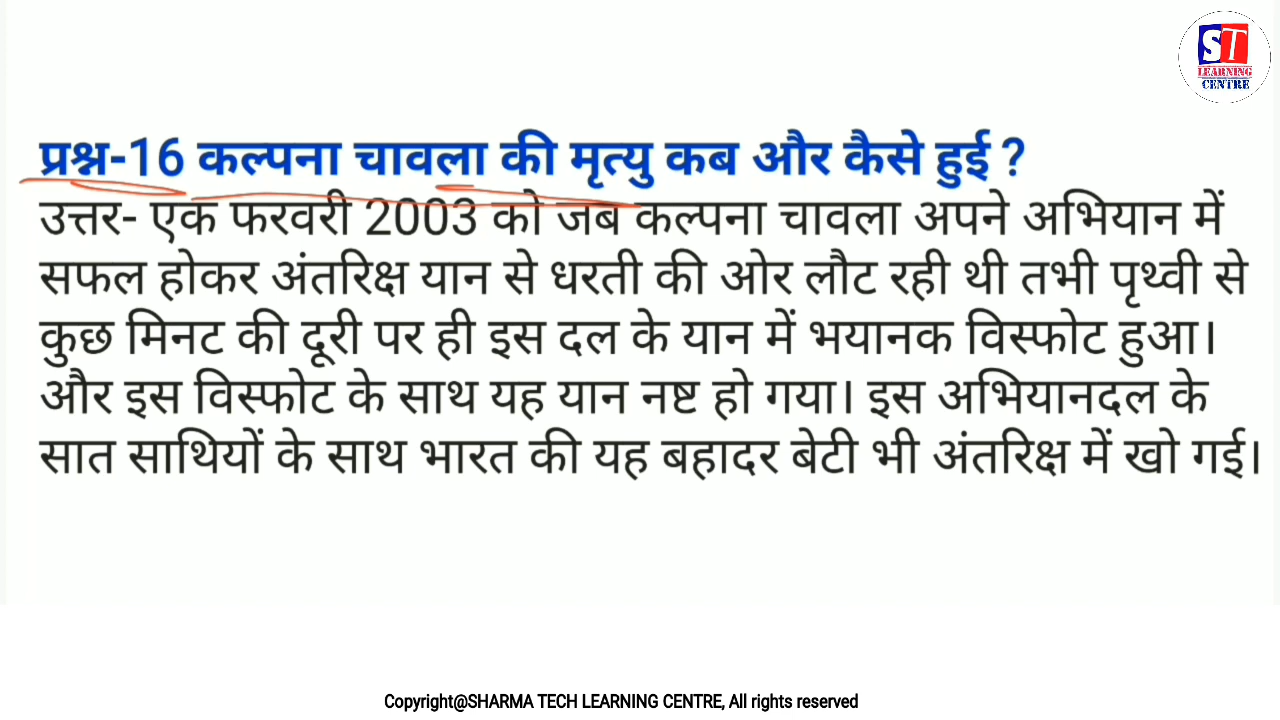 ST
LEARNING
CENTRE
प्रश्न-16 कल्पना चावला की मृत्यु कब और कैसे हुई ?
उत्तर- एक फरवरी 2003 को जब कल्पना चावला अपने अभियान में
सफल होकर अंतरिक्ष यान से धरती की ओर लौट रही थी तभी पृथ्वी से
कुछ मिनट की दूरी पर ही इस दल के यान में भयानक विस्फोट हुआ।
और इस विस्फोट के साथ यह यान नष्ट हो गया। इस अभियानदल के
सात साथियों के साथ भारत की यह बहादर बेटी भी अंतरिक्ष में खो गई।
Copyright@SHARMA TECH LEARNING CENTRE, All rights reserved